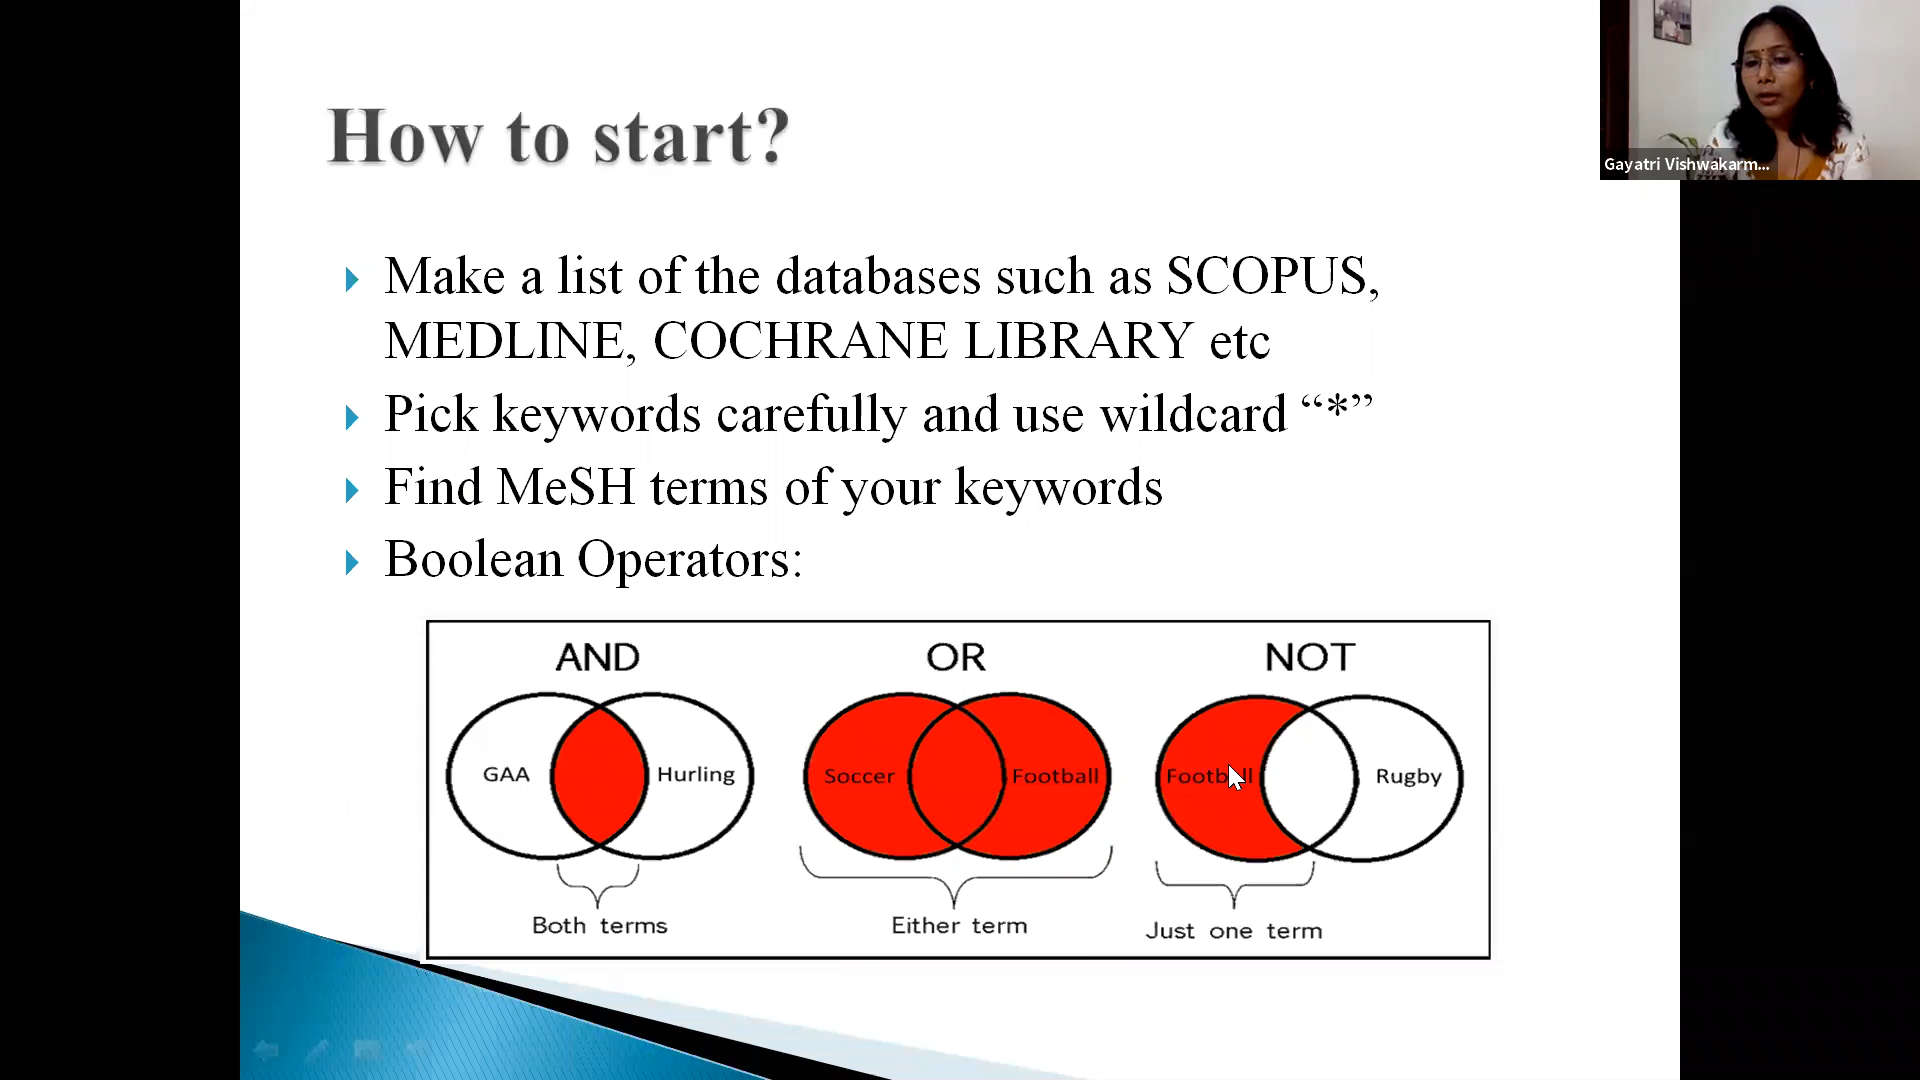 How to start?
Gayatri Vishwakarm...
Make a list of the databases such as SCOPUS,
MEDLINE, COCHRANE LIBRARY etc
Pick keywords carefully and use wildcard “*”
Find MeSH terms of your keywords
Boolean Operators:
AND OR NOT
GAA Hurling Soccer Football Football Rugby
Both terms Either term Just one term